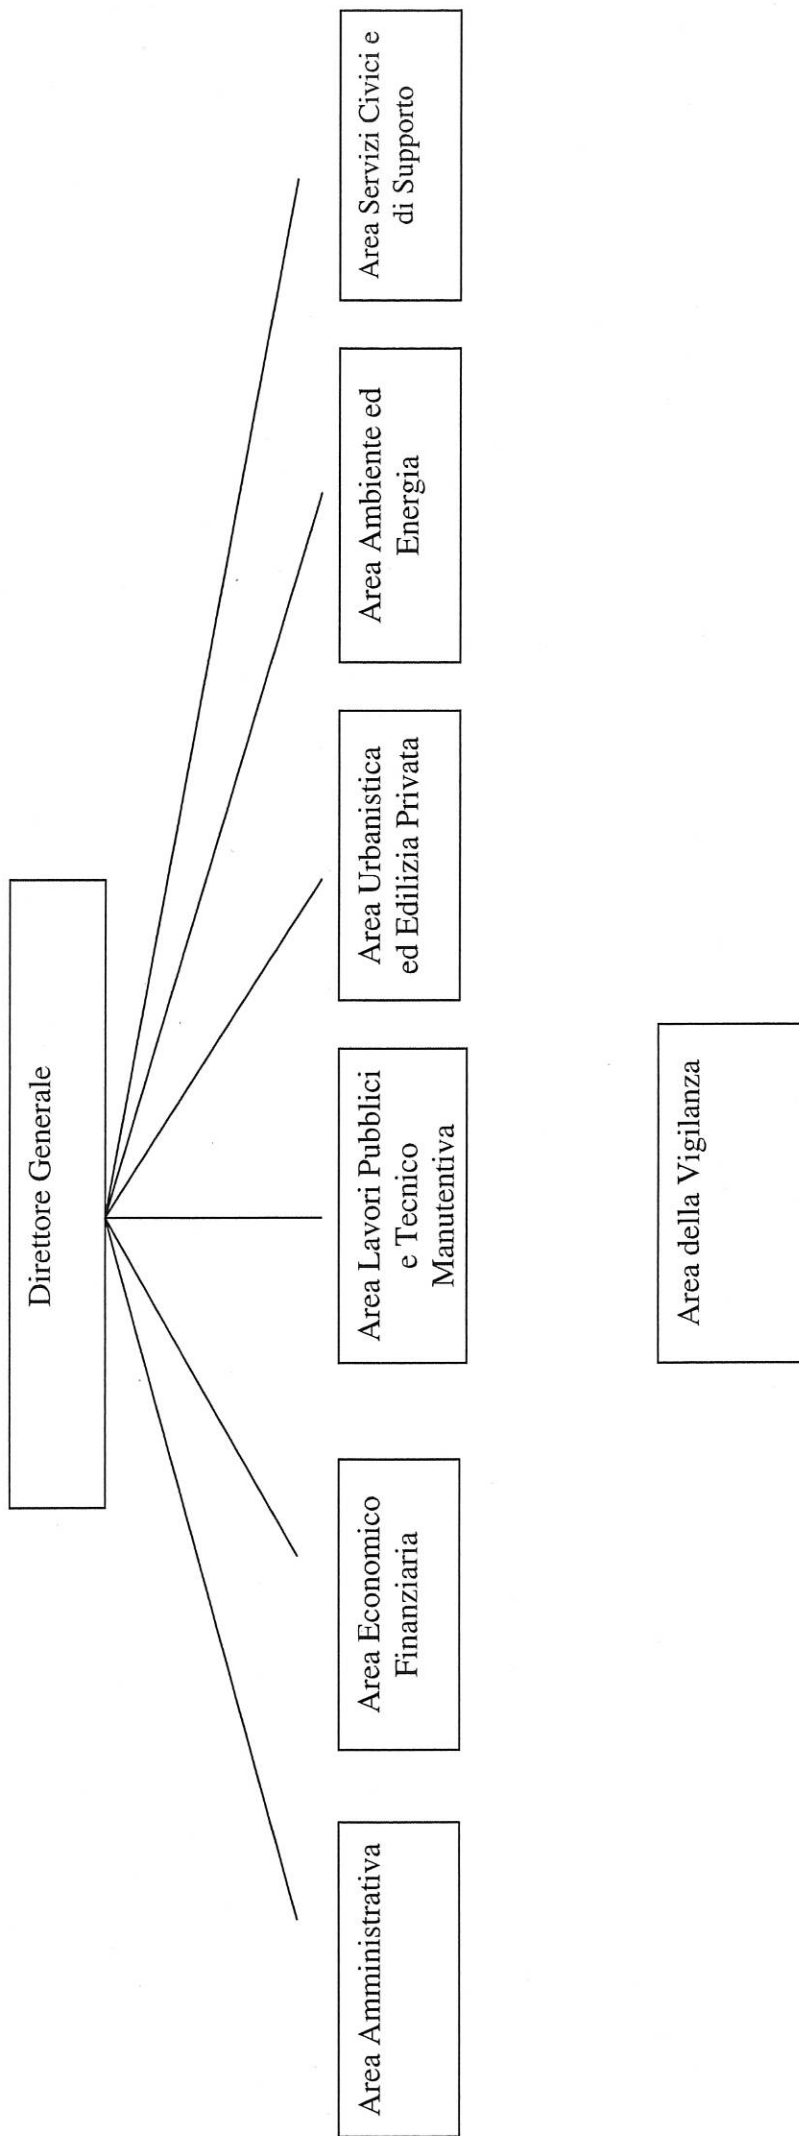 Direttore Generale
Area Amministrativa
Area Economico
Finanziaria
Area Lavori Pubblici
e Tecnico
Manutentiva
Area Urbanistica
ed Edilizia Privata
Area Ambiente ed
Energia
Area Servizi Civici e
di Supporto
Area della Vigilanza